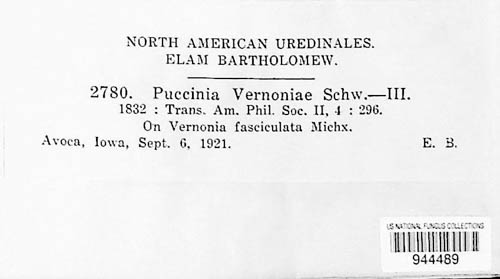 NORTH AMERICAN UREDINALES.
ELAM BARTHOLOMEW.
2780. Puccinia Vernoniae Schw.—III.
1832 : Trans. Am. Phil. Soc. II, 4 : 296.
On Vernonia fasciculata Michx.
Avoca, Iowa, Sept. 6, 1921. E. B.
US NATIONAL FUNGUS COLLECTIONS
944489